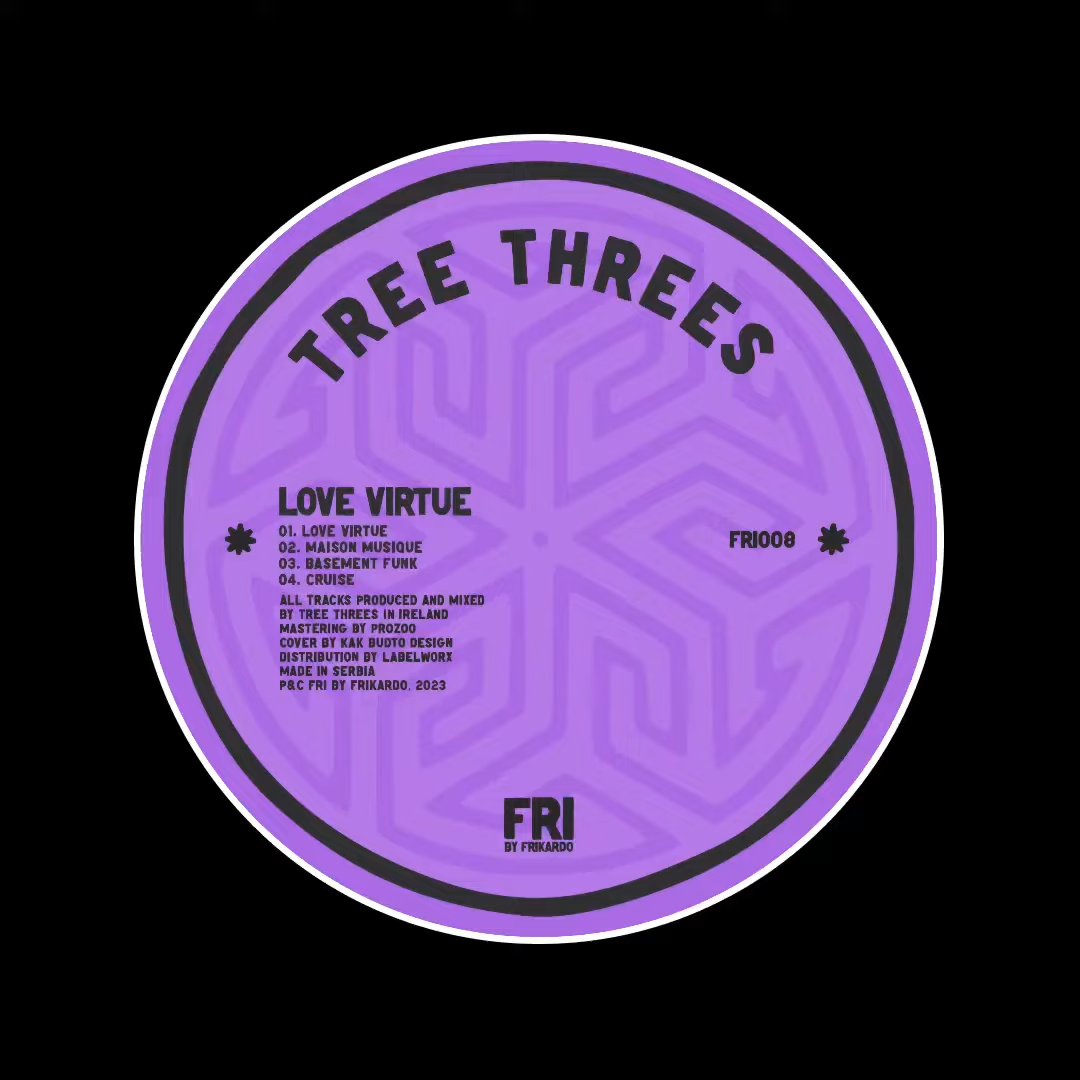 TREE THREES
LOVE VIRTUE
01. LOVE VIRTUE
02. MAISON MUSIQUE
03. BASEMENT FUNK
04. CRUISE
FRI008
ALL TRACKS PRODUCED AND MIXED
BY TREE THREES IN IRELAND
MASTERING BY PROZOO
COVER BY KAK BUDTO DESIGN
DISTRIBUTION BY LABELWORX
MADE IN SERBIA
P&C FRI BY FRIKARDO, 2023
FRI
BY FRIKARDO